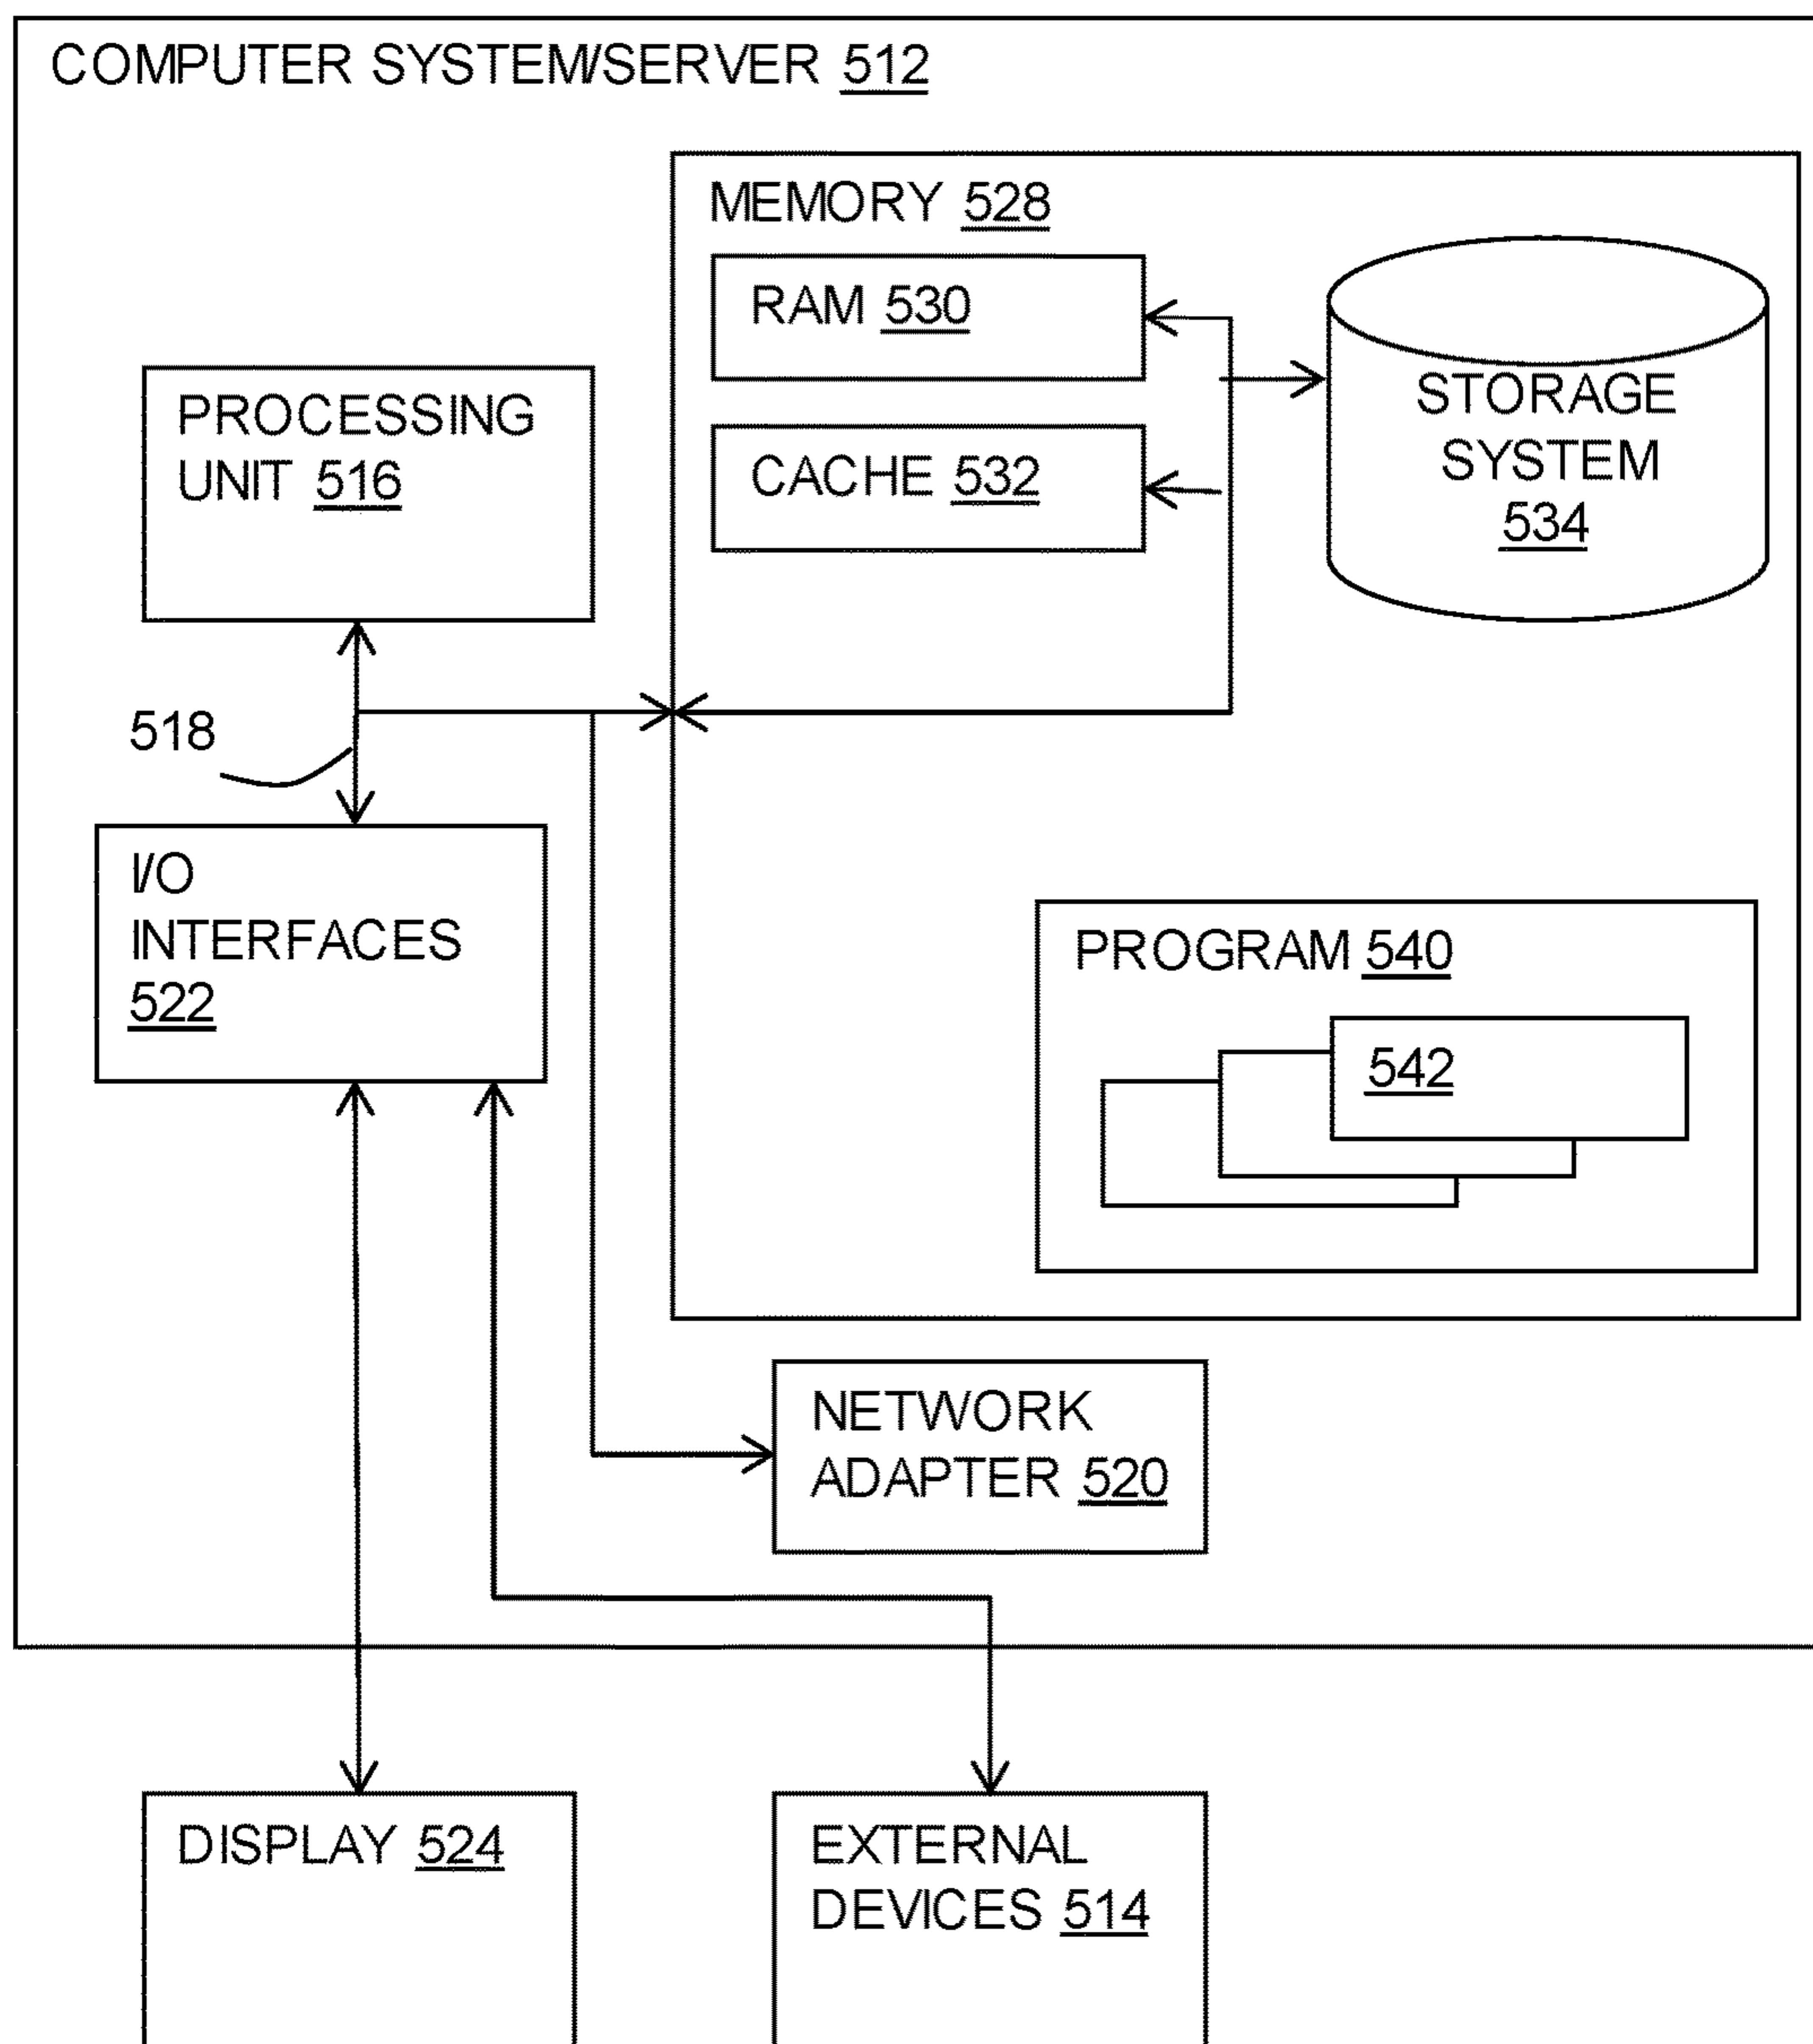 COMPUTER SYSTEM/SERVER 512
MEMORY 528
RAM 530
CACHE 532
STORAGE
SYSTEM
534
PROCESSING
UNIT 516
518
I/O
INTERFACES
522
PROGRAM 540
542
NETWORK
ADAPTER 520
DISPLAY 524
EXTERNAL
DEVICES 514